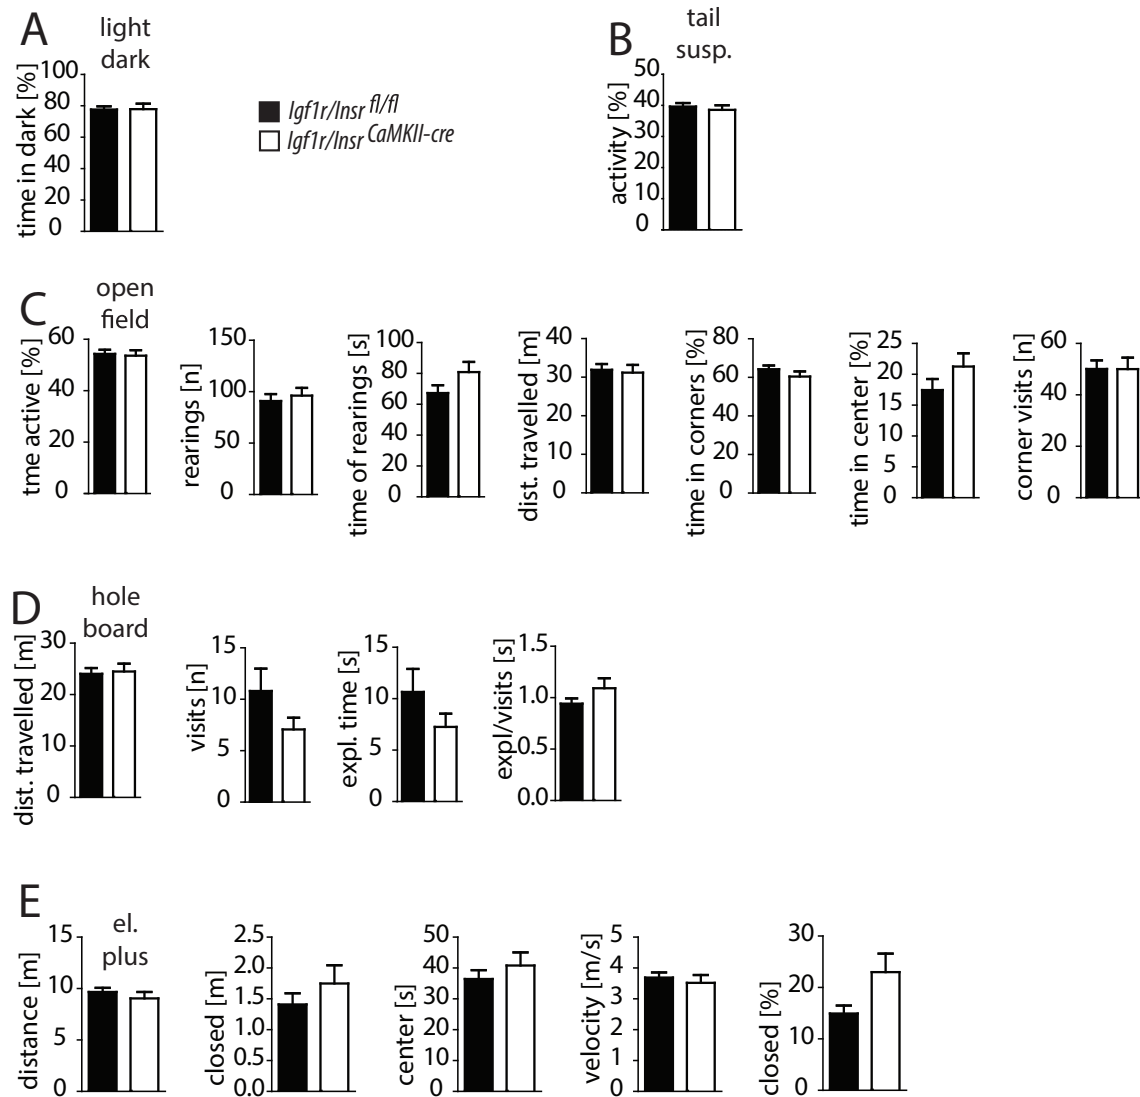 A
light
dark
time in dark [%]
100
80
60
40
20
0
Igf1r/Insr fl/fl
Igf1r/Insr CaMKII-cre
B
tail
susp.
activity [%]
50
40
30
20
10
0
C
open
field
tme active [%]
60
40
20
0
rearings [n]
150
100
50
0
time of rearings [s]
100
80
60
40
20
0
dist. travelled [m]
40
30
20
10
0
time in corners [%]
80
60
40
20
0
time in center [%]
25
20
15
10
5
0
corner visits [n]
60
40
20
0
D
hole
board
dist. travelled [m]
30
20
10
0
visits [n]
15
10
5
0
expl. time [s]
15
10
5
0
expl/visits [s]
1.5
1.0
0.5
0.0
E
el.
plus
distance [m]
15
10
5
0
closed [m]
2.5
2.0
1.5
1.0
0.5
0.0
center [s]
50
40
30
20
10
0
velocity [m/s]
5
4
3
2
1
0
closed [%]
30
20
10
0